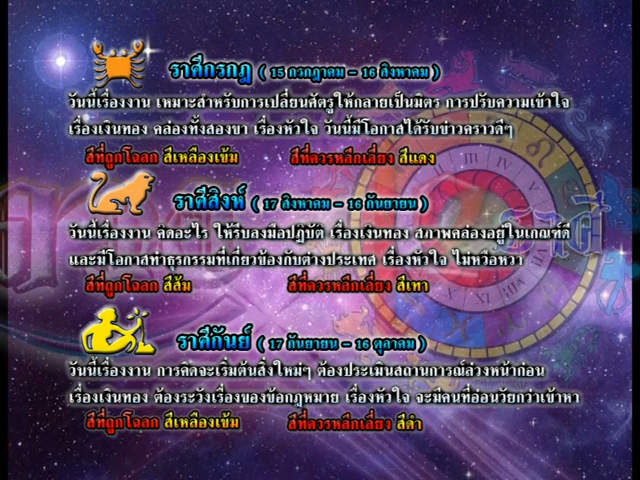 ราศีกรกฎ ( 15 กรกฎาคม - 16 สิงหาคม )
วันนี้เรื่องงาน เหมาะสำหรับการเปลี่ยนศัตรูให้กลายเป็นมิตร การปรับความเข้าใจ
เรื่องเงินทอง คล่องทั้งสองขา เรื่องหัวใจ วันนี้มีโอกาสได้รับข่าวคราวดีๆ
สีที่ถูกโฉลก สีเหลืองเข้ม สีที่ควรหลีกเลี่ยง สีแดง
ราศีสิงห์ ( 17 สิงหาคม - 16 กันยายน )
วันนี้เรื่องงาน คิดอะไร ให้รีบลงมือปฏิบัติ เรื่องเงินทอง สภาพคล่องอยู่ในเกณฑ์ดี
และมีโอกาสทำธุรกรรมที่เกี่ยวข้องกับต่างประเทศ เรื่องหัวใจ ไม่หวือหวา
สีที่ถูกโฉลก สีส้ม สีที่ควรหลีกเลี่ยง สีเทา
ราศีกันย์ ( 17 กันยายน - 16 ตุลาคม )
วันนี้เรื่องงาน การคิดจะเริ่มต้นสิ่งใหม่ๆ ต้องประเมินสถานการณ์ล่วงหน้าก่อน
เรื่องเงินทอง ต้องระวังเรื่องของข้อกฎหมาย เรื่องหัวใจ จะมีคนที่อ่อนวัยกว่าเข้าหา
สีที่ถูกโฉลก สีเหลืองเข้ม สีที่ควรหลีกเลี่ยง สีดำ